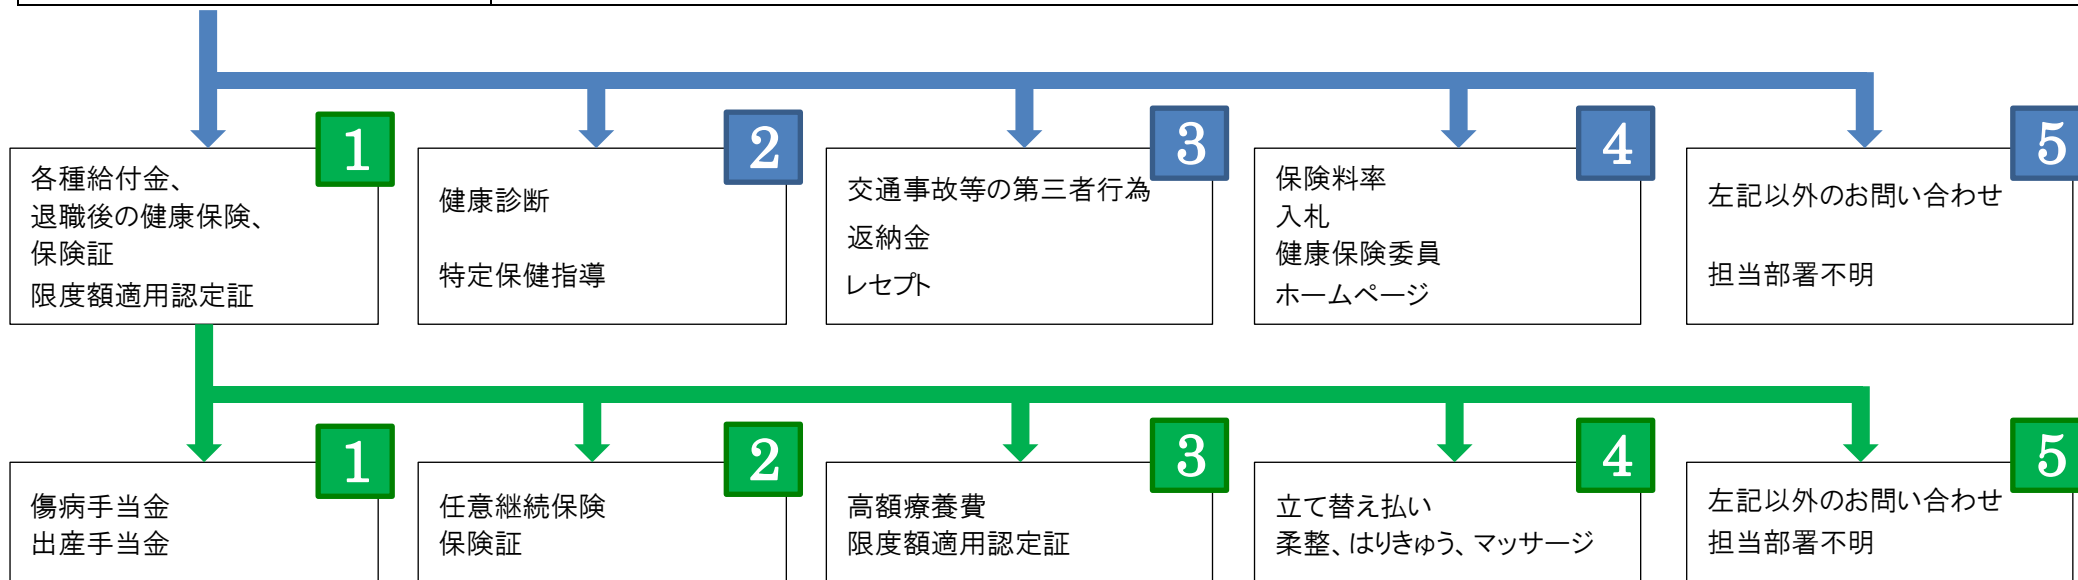 1
各種給付金、
退職後の健康保険、
保険証
限度額適用認定証
2
健康診断
特定保健指導
3
交通事故等の第三者行為
返納金
レセプト
4
保険料率
入札
健康保険委員
ホームページ
5
左記以外のお問い合わせ
担当部署不明
1
傷病手当金
出産手当金
2
任意継続保険
保険証
3
高額療養費
限度額適用認定証
4
立て替え払い
柔整、はりきゅう、マッサージ
5
左記以外のお問い合わせ
担当部署不明